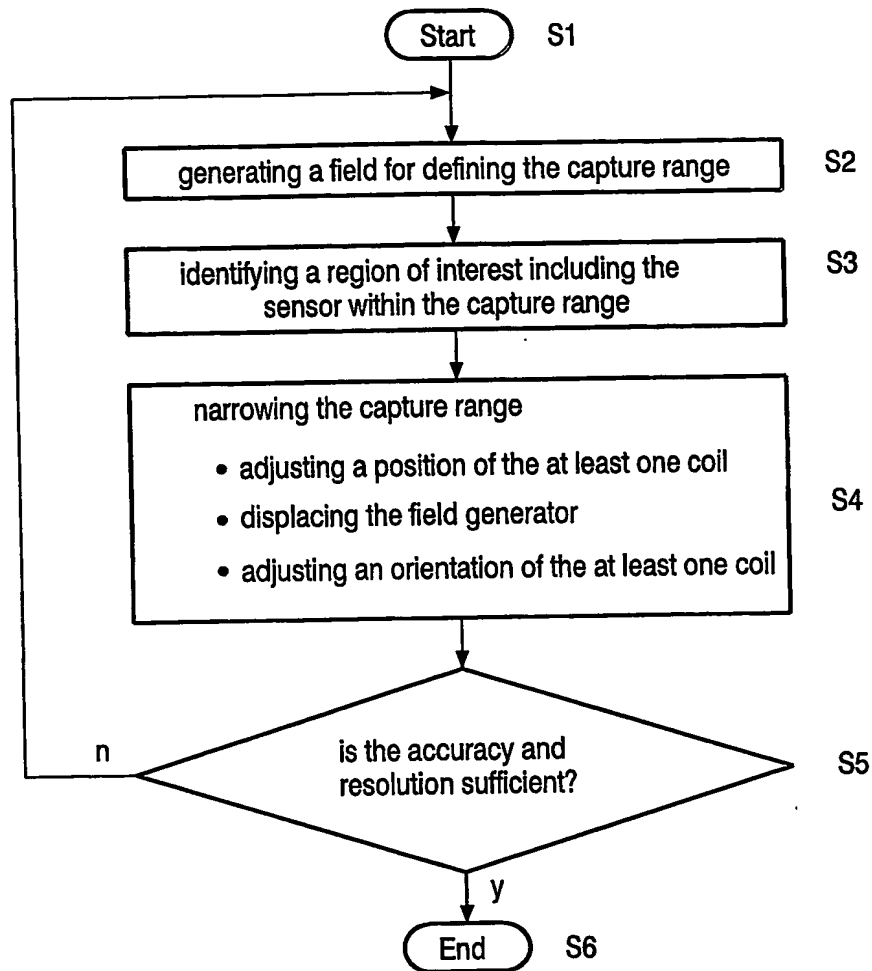 Start S1
generating a field for defining the capture range S2
identifying a region of interest including the S3
sensor within the capture range
narrowing the capture range
• adjusting a position of the at least one coil
• displacing the field generator S4
• adjusting an orientation of the at least one coil
n
is the accuracy and
resolution sufficient? S5
y
End S6